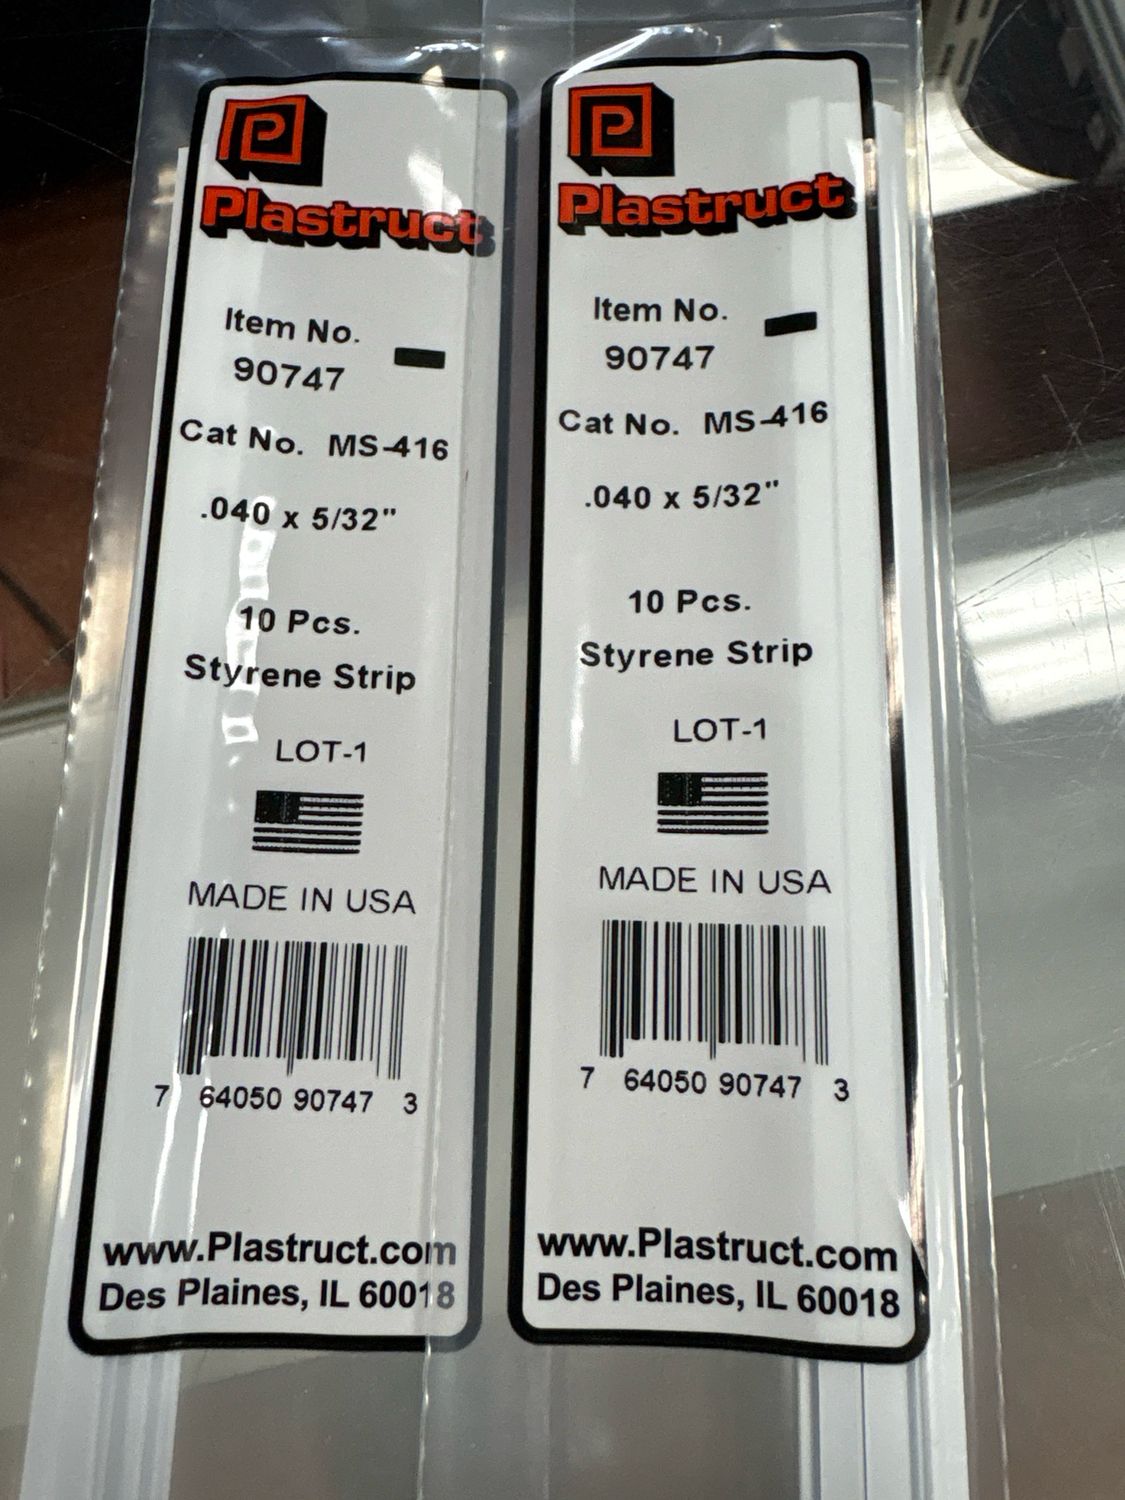 P
Plastruct
Item No.
90747
Cat No. MS-416
.040 x 5/32"
10 Pcs.
Styrene Strip
LOT-1
MADE IN USA
7 64050 90747 3
www.Plastruct.com
Des Plaines, IL 60018
P
Plastruct
Item No.
90747
Cat No. MS-416
.040 x 5/32"
10 Pcs.
Styrene Strip
LOT-1
MADE IN USA
7 64050 90747 3
www.Plastruct.com
Des Plaines, IL 60018